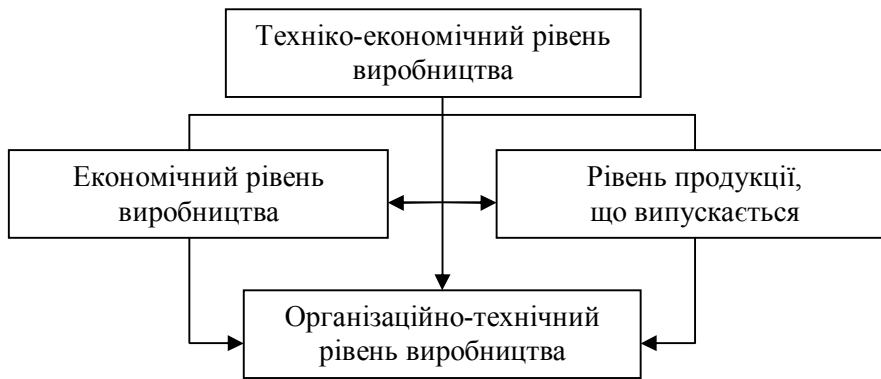 Техніко-економічний рівень
виробництва
Економічний рівень
виробництва
Рівень продукції,
що випускається
Організаційно-технічний
рівень виробництва